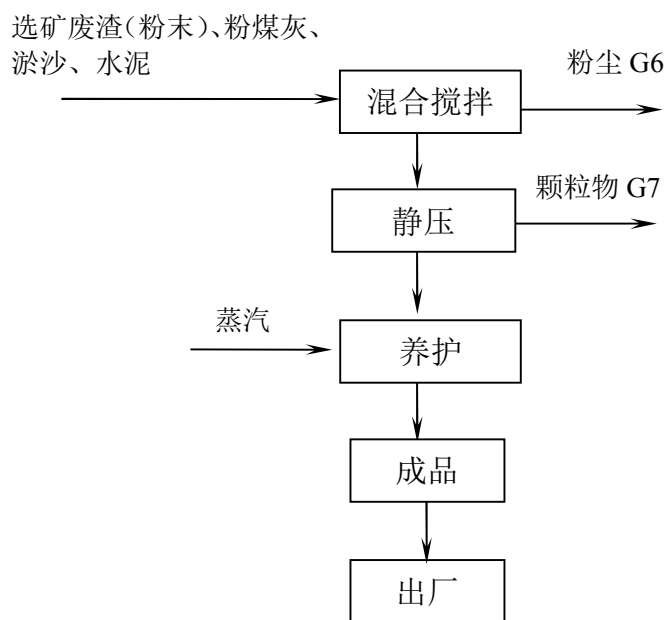 选矿废渣(粉末)、粉煤灰、
淤沙、水泥
粉尘 G6
混合搅拌
颗粒物 G7
静压
蒸汽
养护
成品
出厂